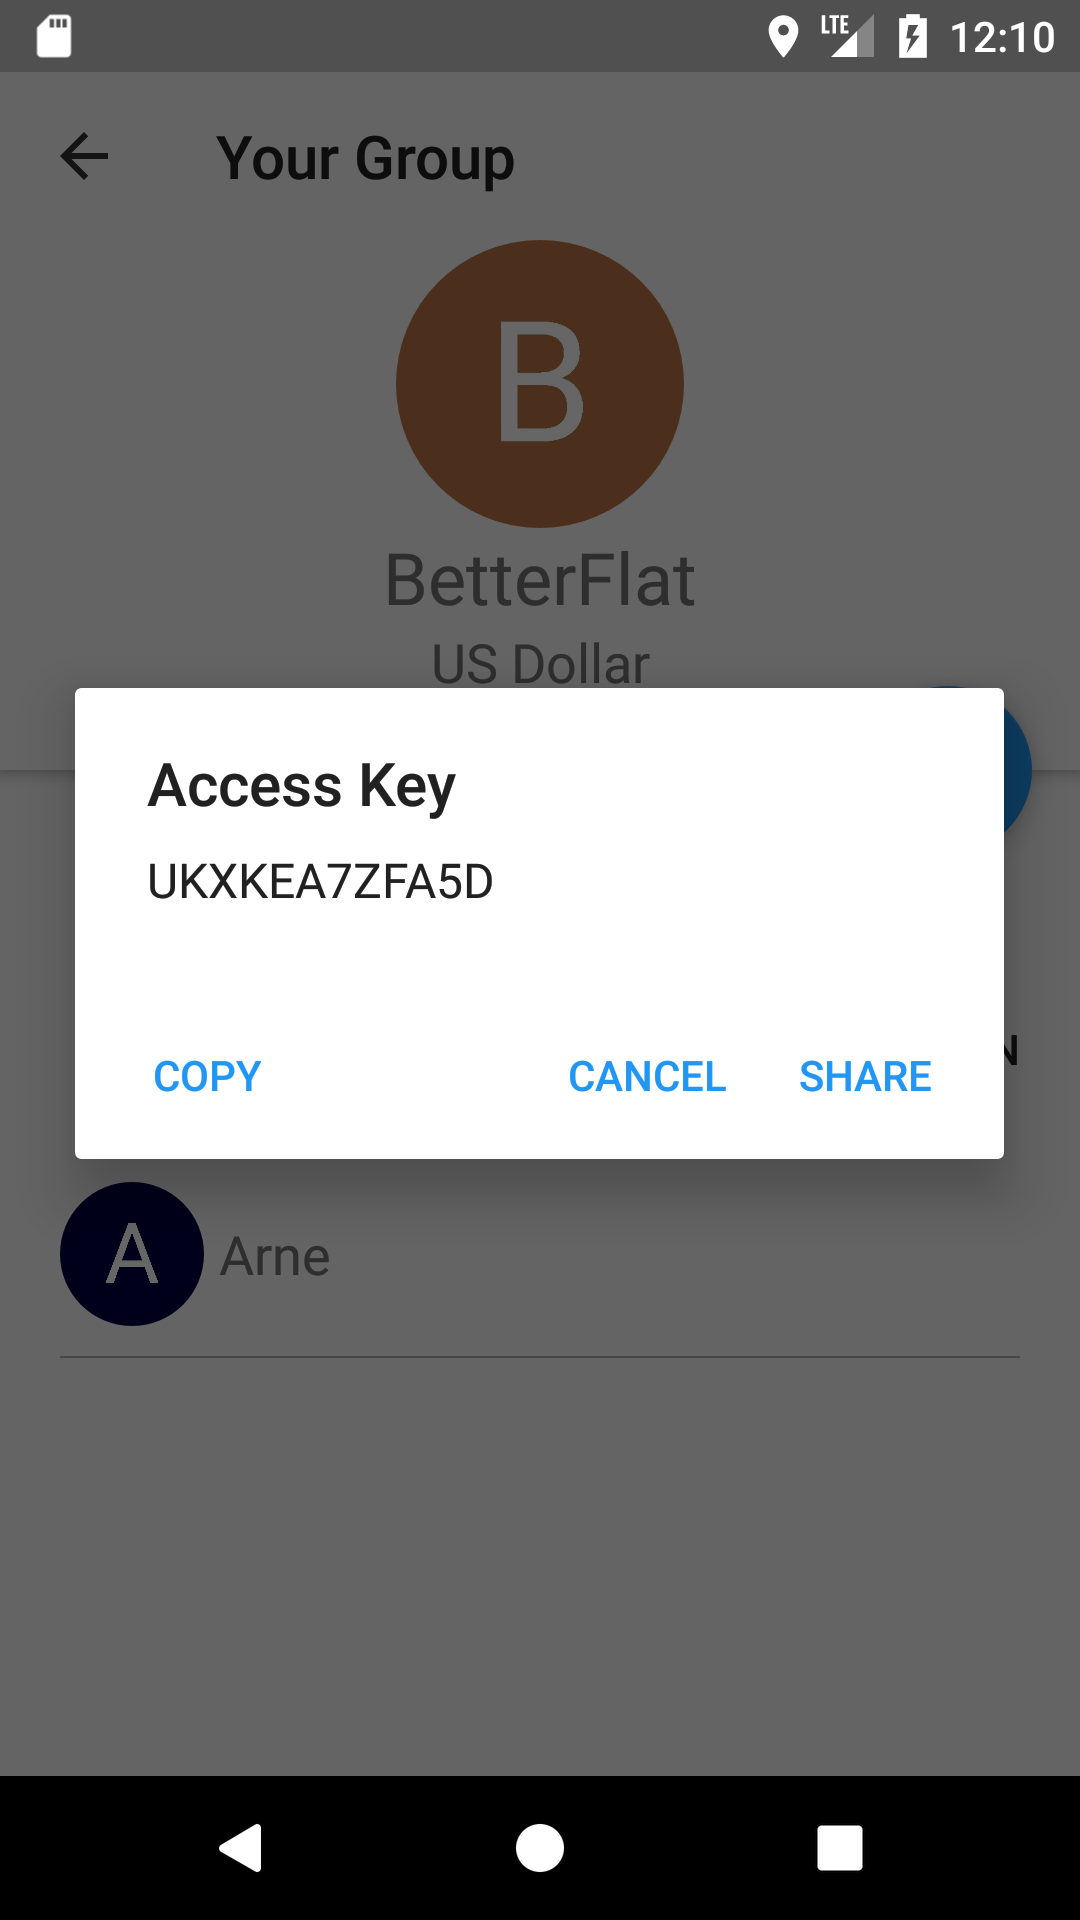 LTE 12:10
Your Group
B
BetterFlat
US Dollar
Access Key
UKXKEA7ZFA5D
COPY CANCEL SHARE
A Arne